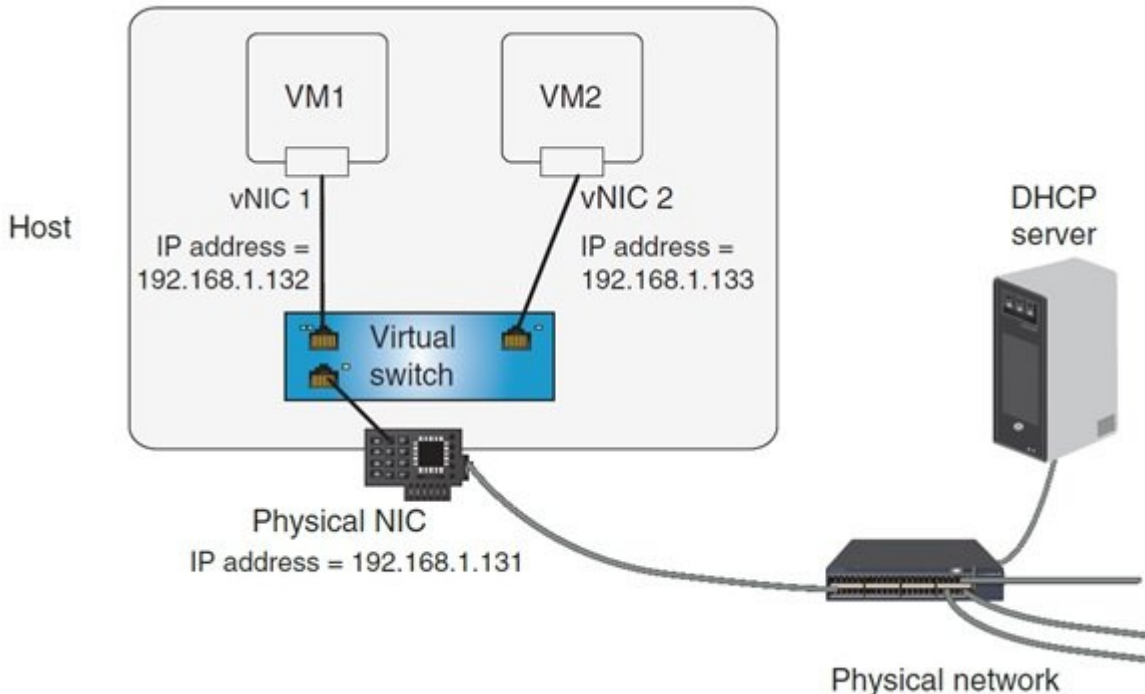 VM1
VM2
vNIC 1
vNIC 2
IP address =
192.168.1.132
IP address =
192.168.1.133
Host
DHCP
server
Virtual
switch
Physical NIC
IP address = 192.168.1.131
Physical network